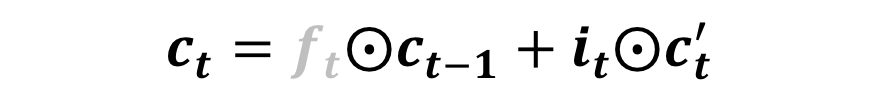 c_t = f_t⊙c_{t−1} + i_t⊙c′_t